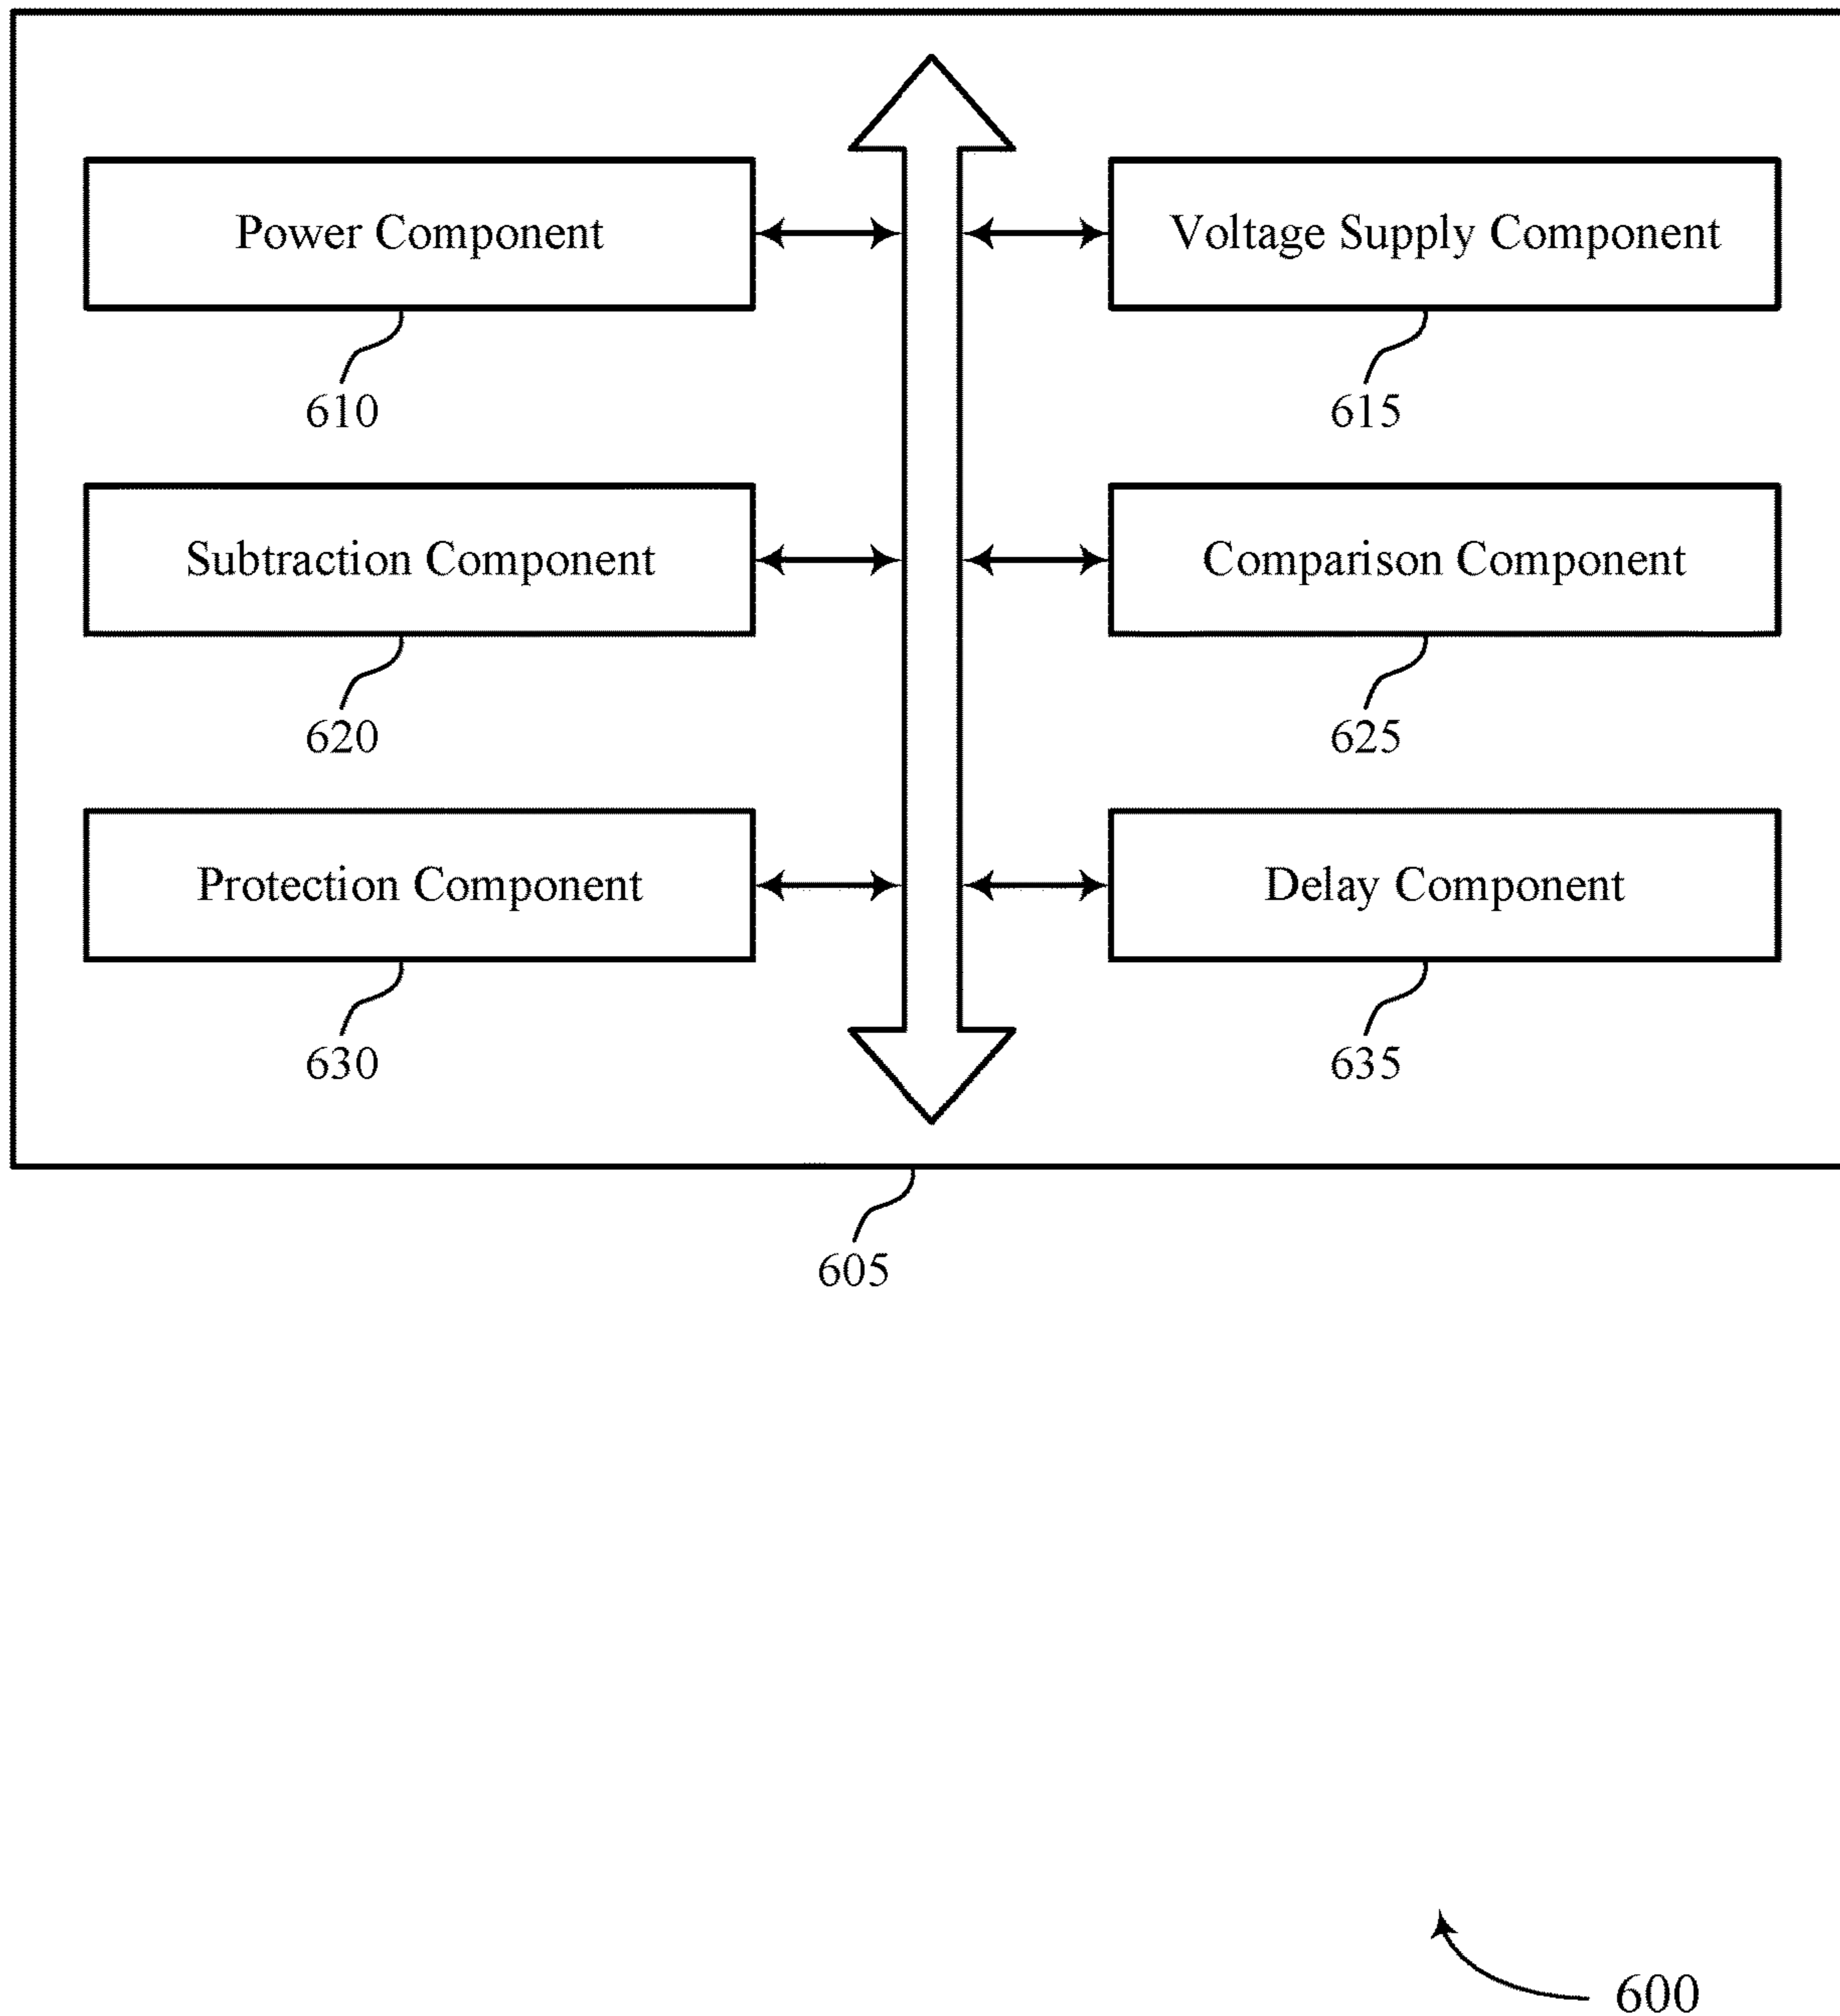 Power Component
Voltage Supply Component
610
615
Subtraction Component
Comparison Component
620
625
Protection Component
Delay Component
630
635
605
600